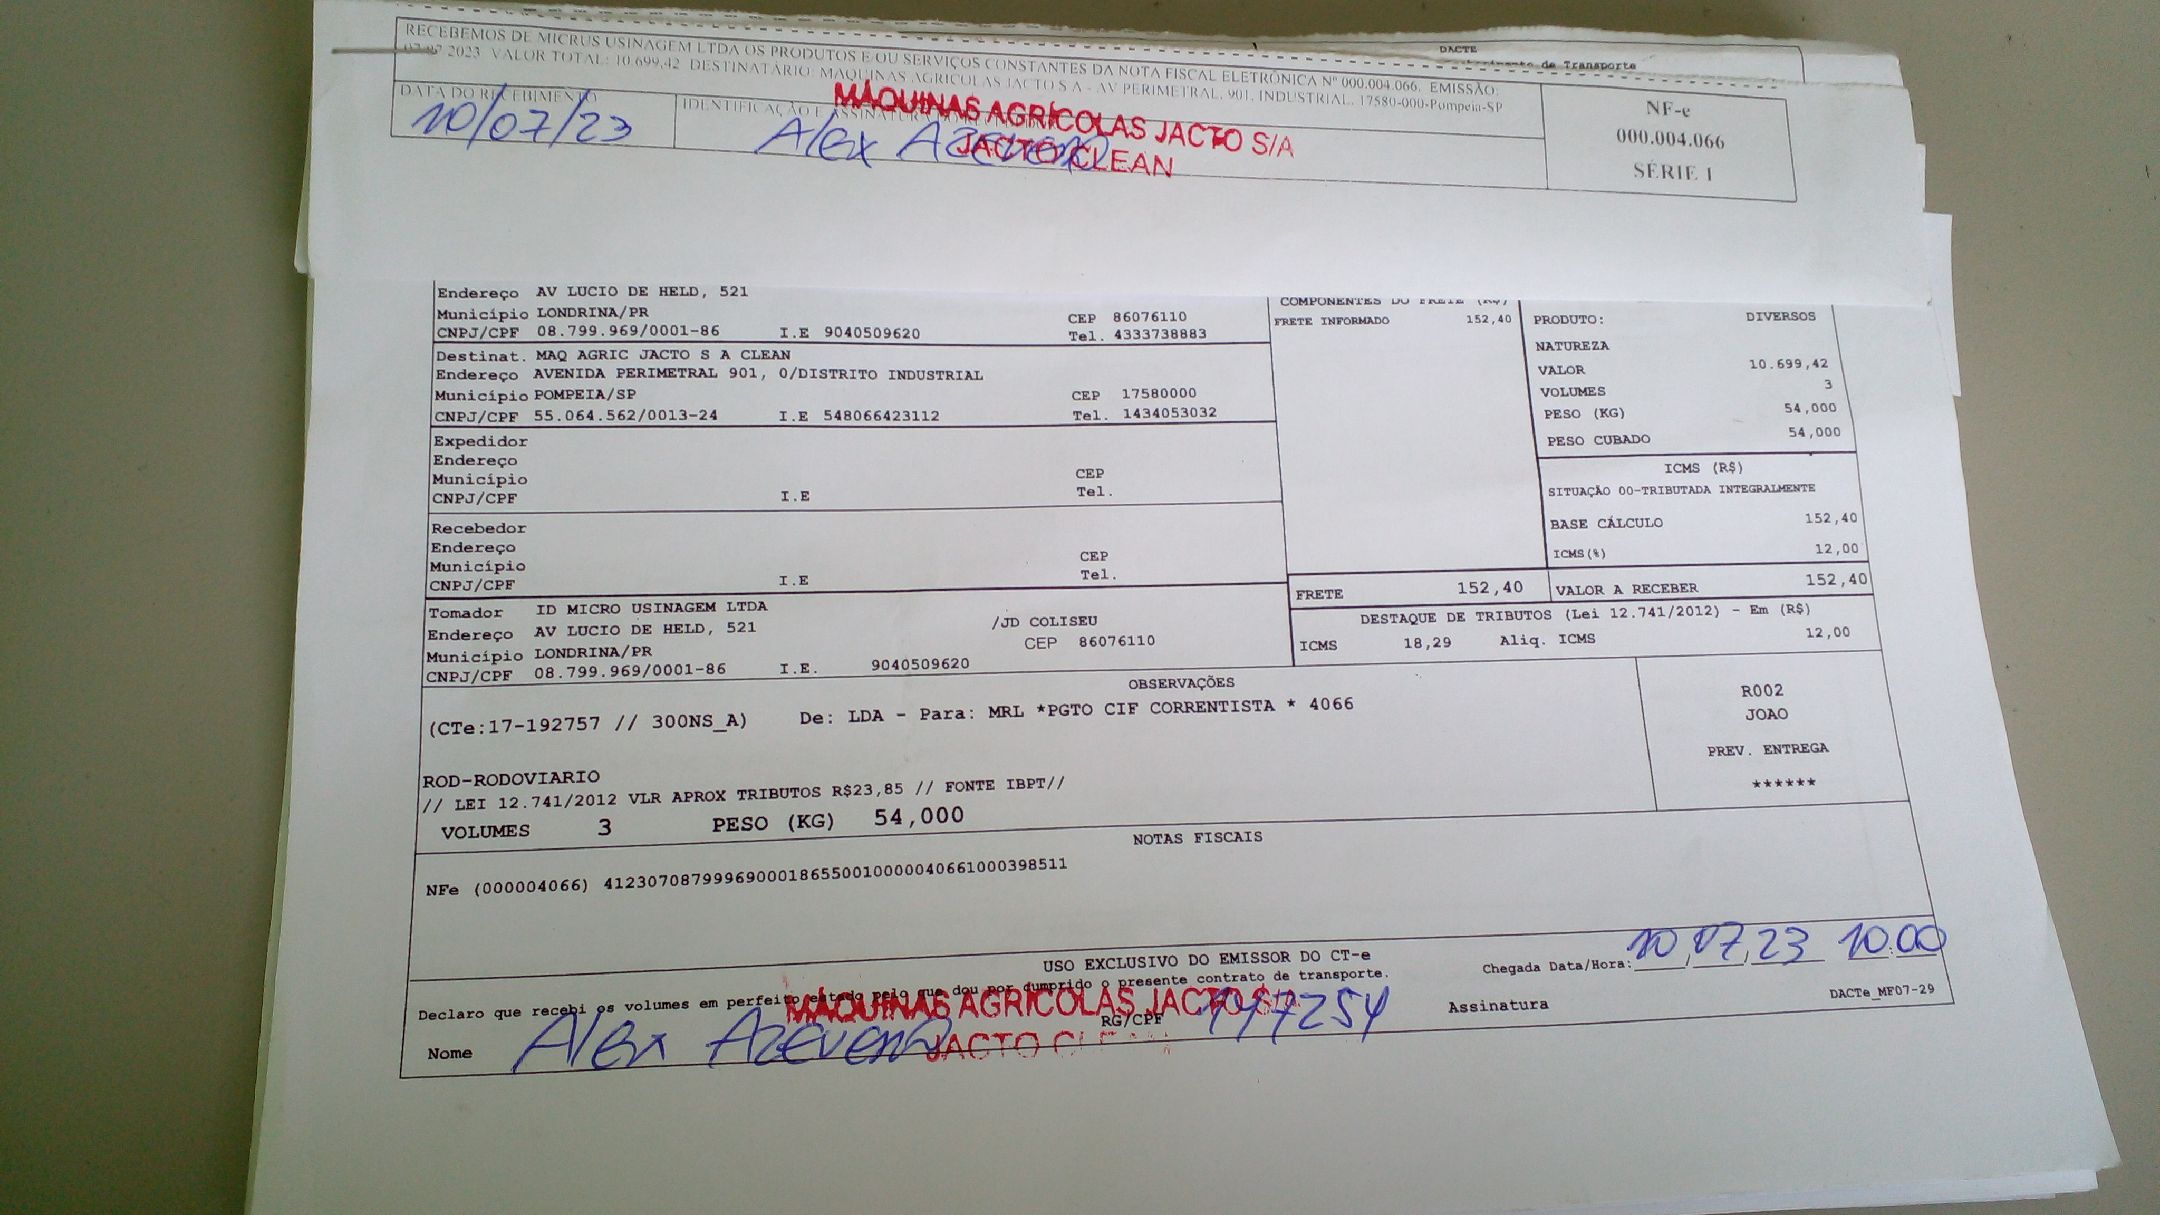 DACTE
de Transporte
RECEBEMOS DE MICRUS USINAGEM LTDA OS PRODUTOS E/OU SERVIÇOS CONSTANTES DA NOTA FISCAL ELETRÔNICA Nº 000.004.066. EMISSÃO:
07.07.2023 VALOR TOTAL: 10.699,42 DESTINATÁRIO: MAQUINAS AGRICOLAS JACTO S A - AV PERIMETRAL, 901, INDUSTRIAL, 17580-000-Pompeia-SP
DATA DO RECEBIMENTO
10/07/23
IDENTIFICAÇÃO E ASSINATURA
Alex
MÁQUINAS AGRÍCOLAS JACTO S/A
JACTO CLEAN
NF-e
000.004.066
SÉRIE 1
Endereço AV LUCIO DE HELD, 521
Município LONDRINA/PR CEP 86076110
CNPJ/CPF 08.799.969/0001-86 I.E 9040509620 Tel. 4333738883
Destinat. MAQ AGRIC JACTO S A CLEAN
Endereço AVENIDA PERIMETRAL 901, 0/DISTRITO INDUSTRIAL
Município POMPEIA/SP CEP 17580000
CNPJ/CPF 55.064.562/0013-24 I.E 548066423112 Tel. 1434053032
Expedidor
Endereço
Município CEP
CNPJ/CPF I.E Tel.
Recebedor
Endereço
Município CEP
CNPJ/CPF I.E Tel.
Tomador ID MICRO USINAGEM LTDA
Endereço AV LUCIO DE HELD, 521 /JD COLISEU
Município LONDRINA/PR CEP 86076110
CNPJ/CPF 08.799.969/0001-86 I.E. 9040509620
COMPONENTES DO FRETE (R$)
FRETE INFORMADO 152,40
PRODUTO: DIVERSOS
NATUREZA
VALOR 10.699,42
VOLUMES 3
PESO (KG) 54,000
PESO CUBADO 54,000
ICMS (R$)
SITUAÇÃO 00-TRIBUTADA INTEGRALMENTE
BASE CÁLCULO 152,40
ICMS(%) 12,00
FRETE 152,40 VALOR A RECEBER 152,40
DESTAQUE DE TRIBUTOS (Lei 12.741/2012) - Em (R$)
ICMS 18,29 Aliq. ICMS 12,00
OBSERVAÇÕES
(CTe:17-192757 // 300NS_A) De: LDA - Para: MRL *PGTO CIF CORRENTISTA * 4066
ROD-RODOVIARIO
// LEI 12.741/2012 VLR APROX TRIBUTOS R$23,85 // FONTE IBPT//
VOLUMES 3 PESO (KG) 54,000
R002
JOAO
PREV. ENTREGA
******
NOTAS FISCAIS
NFe (000004066) 41230708799969000186550010000040661000398511
USO EXCLUSIVO DO EMISSOR DO CT-e
Declaro que recebi os volumes em perfeito estado pelo que dou por cumprido o presente contrato de transporte.
Chegada Data/Hora: 10,07,23 10:00
MÁQUINAS AGRÍCOLAS JACTO S/A
JACTO CLEAN
Nome Alex
RG/CPF
Assinatura
DACTe_MF07-29